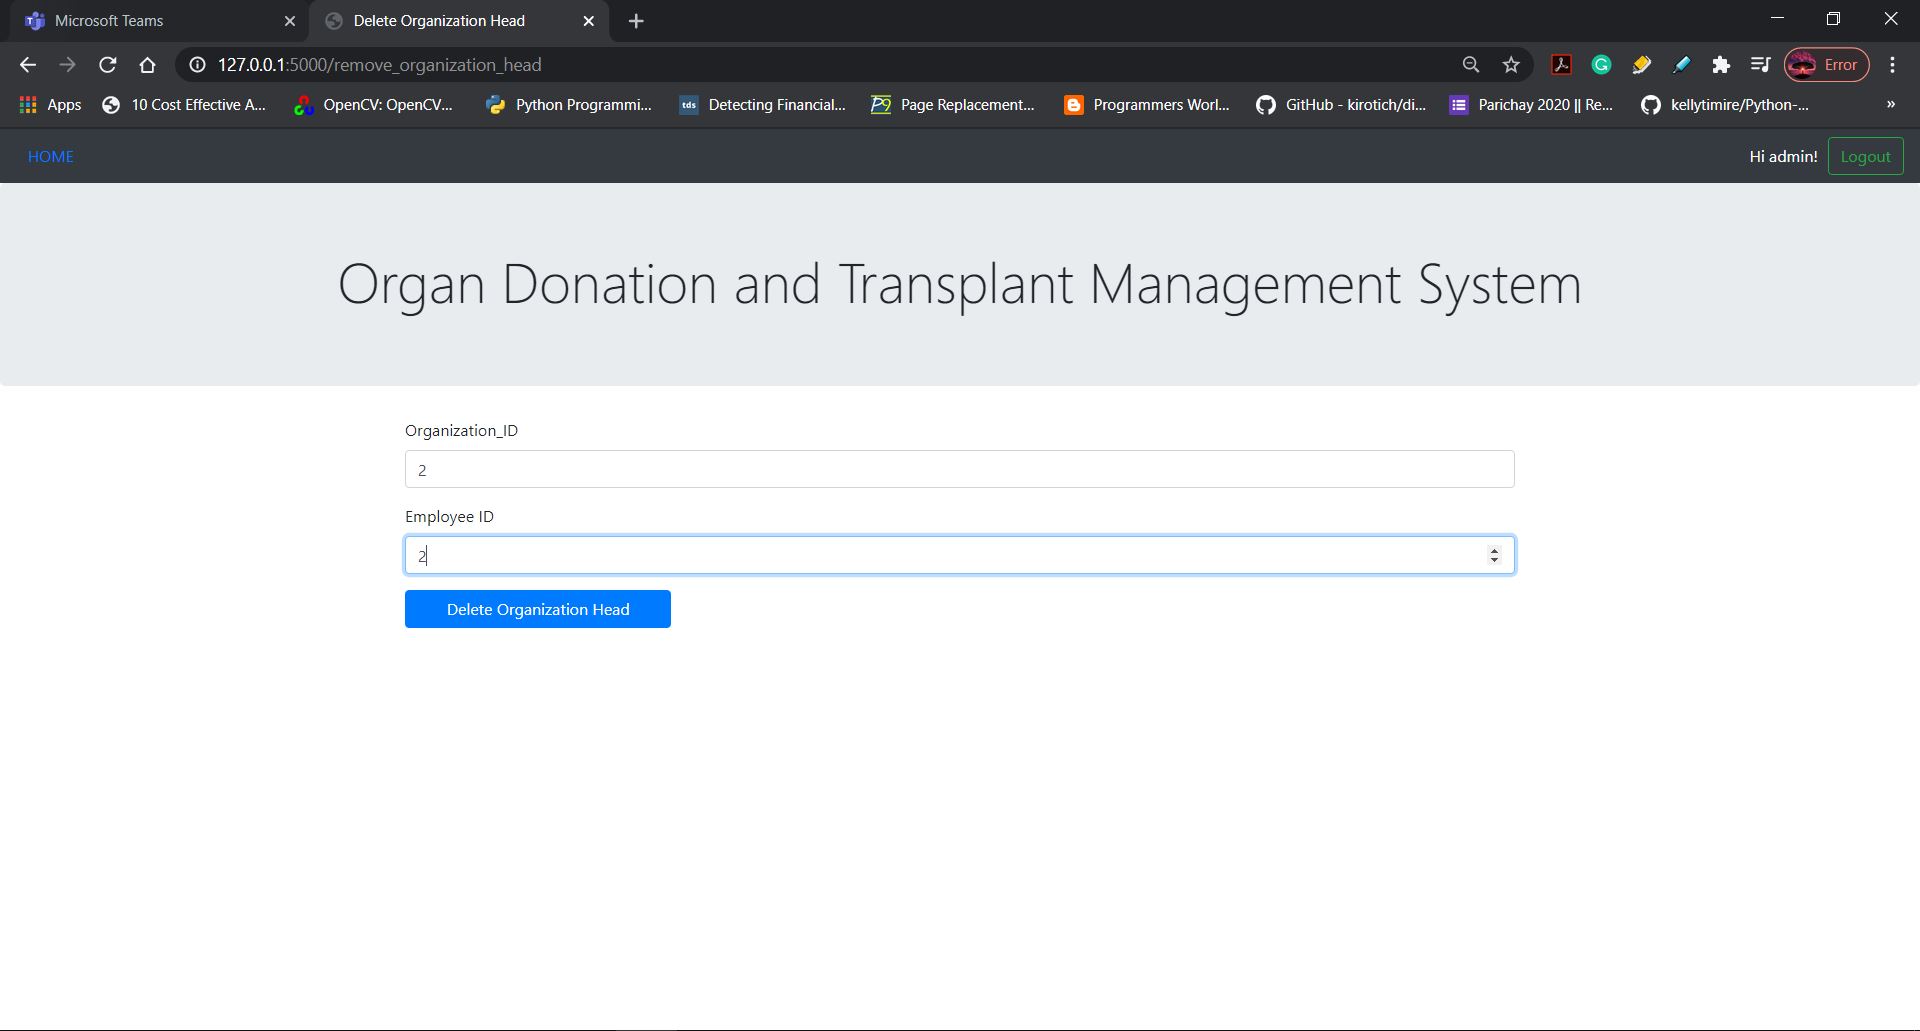 Microsoft Teams
Delete Organization Head
127.0.0.1:5000/remove_organization_head
Error
Apps
10 Cost Effective A...
OpenCV: OpenCV...
Python Programmi...
tds
Detecting Financial...
Page Replacement...
Programmers Worl...
GitHub - kirotich/di...
Parichay 2020 || Re...
kellytimire/Python-...
»
HOME
Hi admin!
Logout
Organ Donation and Transplant Management System
Organization_ID
2
Employee ID
2
Delete Organization Head